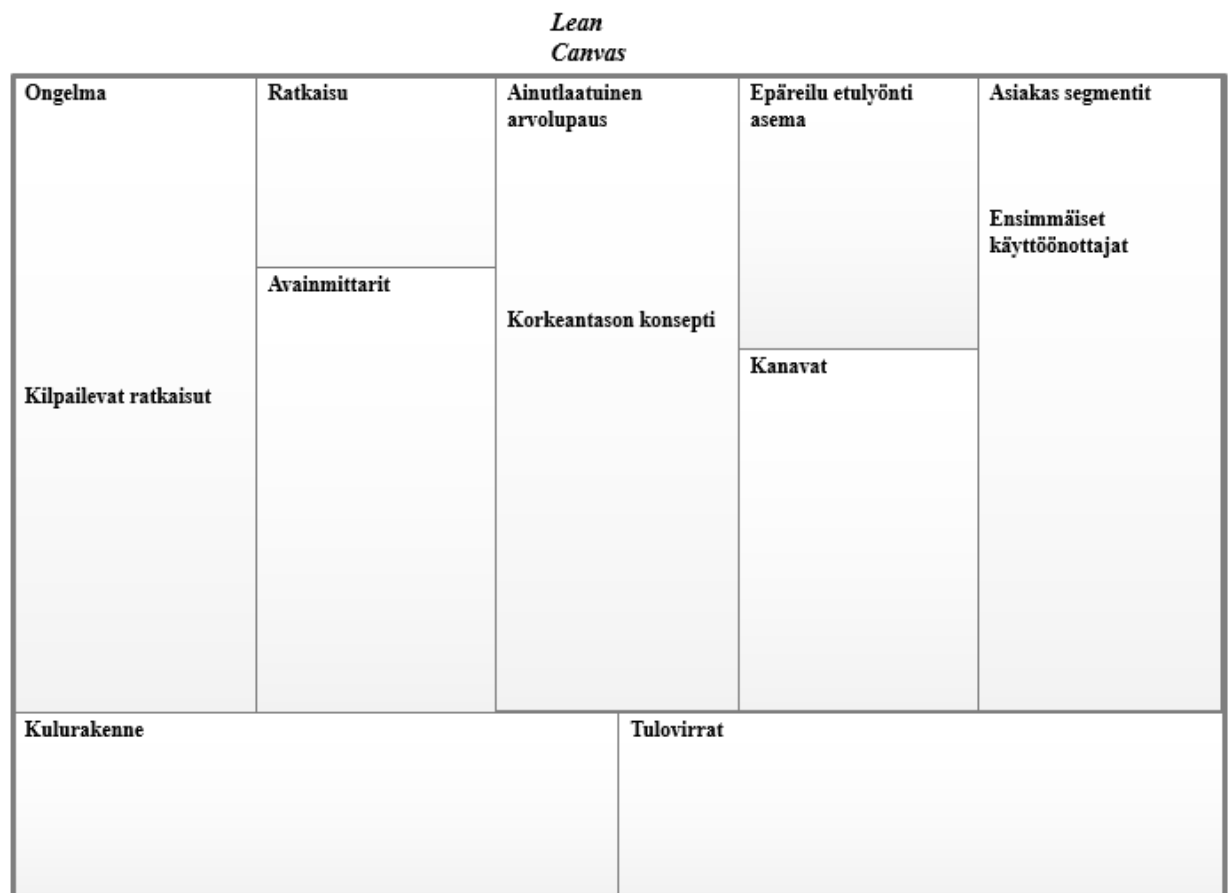 Lean
Canvas
Ongelma
Kilpailevat ratkaisut
Ratkaisu
Avainmittarit
Ainutlaatuinen
arvolupaus
Korkeantason konsepti
Epäreilu etulyönti
asema
Kanavat
Asiakas segmentit
Ensimmäiset
käyttöönottajat
Kulurakenne
Tulovirrat